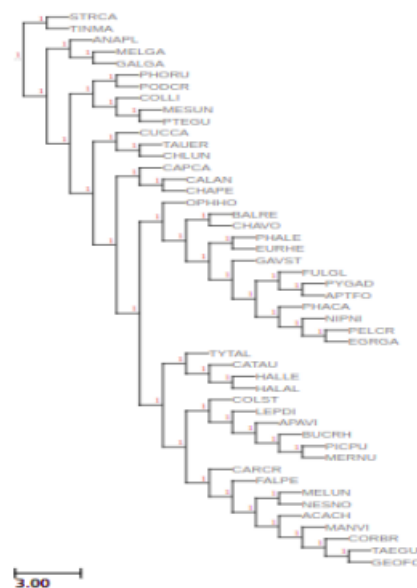 STRCA
TINMA
ANAPL
MELGA
GALGA
PHORU
PODCR
COLLI
MESUN
PTEGU
CUCCA
TAUER
CHLUN
CAPCA
CALAN
CHAPE
OPHHO
BALRE
CHAVO
PHALE
EURHE
GAVST
FULGL
PYGAD
APTFO
PHACA
NIPNI
PELCR
EGRGA
TYTAL
CATAU
HALLE
HALAL
COLST
LEPDI
APAVI
BUCRH
PICPU
MERNU
CARCR
FALPE
MELUN
NESNO
ACACH
MANVI
CORBR
TAEGU
GEOFO
3.00